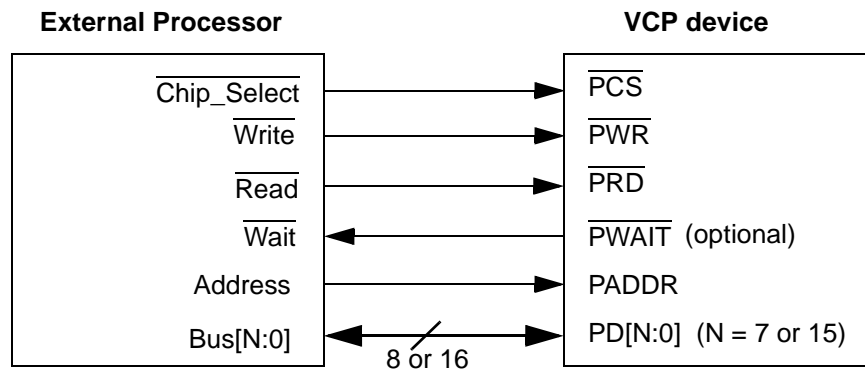 External Processor
VCP device
Chip_Select
PCS
Write
PWR
Read
PRD
Wait
PWAIT (optional)
Address
PADDR
Bus[N:0]
8 or 16
PD[N:0] (N = 7 or 15)